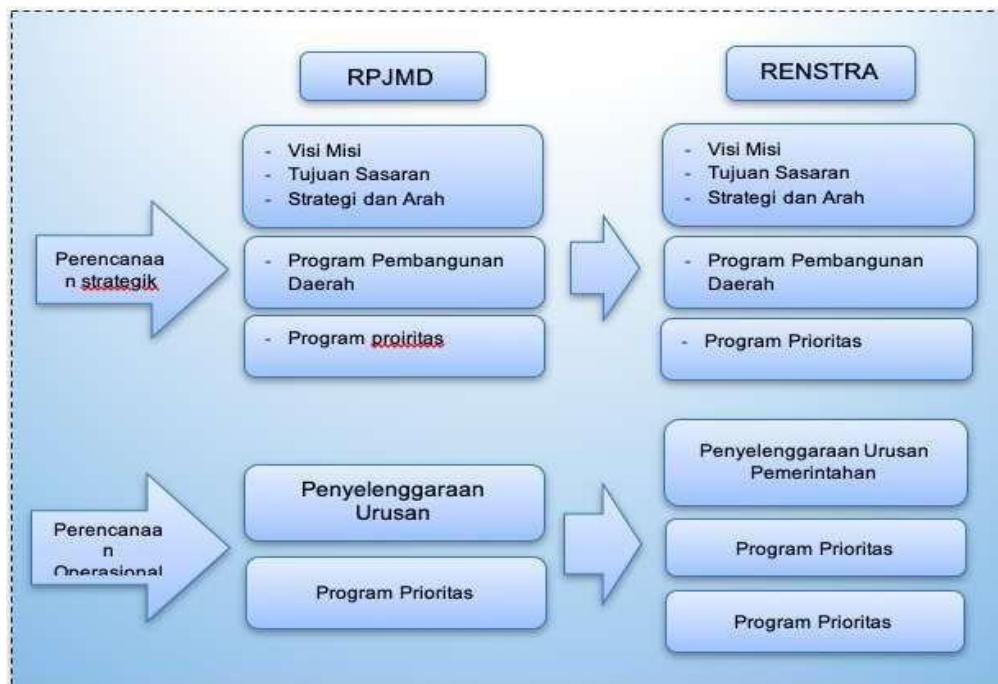 RPJMD
RENSTRA
Perencanaa
n strategik
- Visi Misi
- Tujuan Sasaran
- Strategi dan Arah
- Program Pembangunan
Daerah
- Program proiritas
- Visi Misi
- Tujuan Sasaran
- Strategi dan Arah
- Program Pembangunan
Daerah
- Program Prioritas
Perencanaa
n
Operasional
Penyelenggaraan
Urusan
Program Prioritas
Penyelenggaraan Urusan
Pemerintahan
Program Prioritas
Program Prioritas